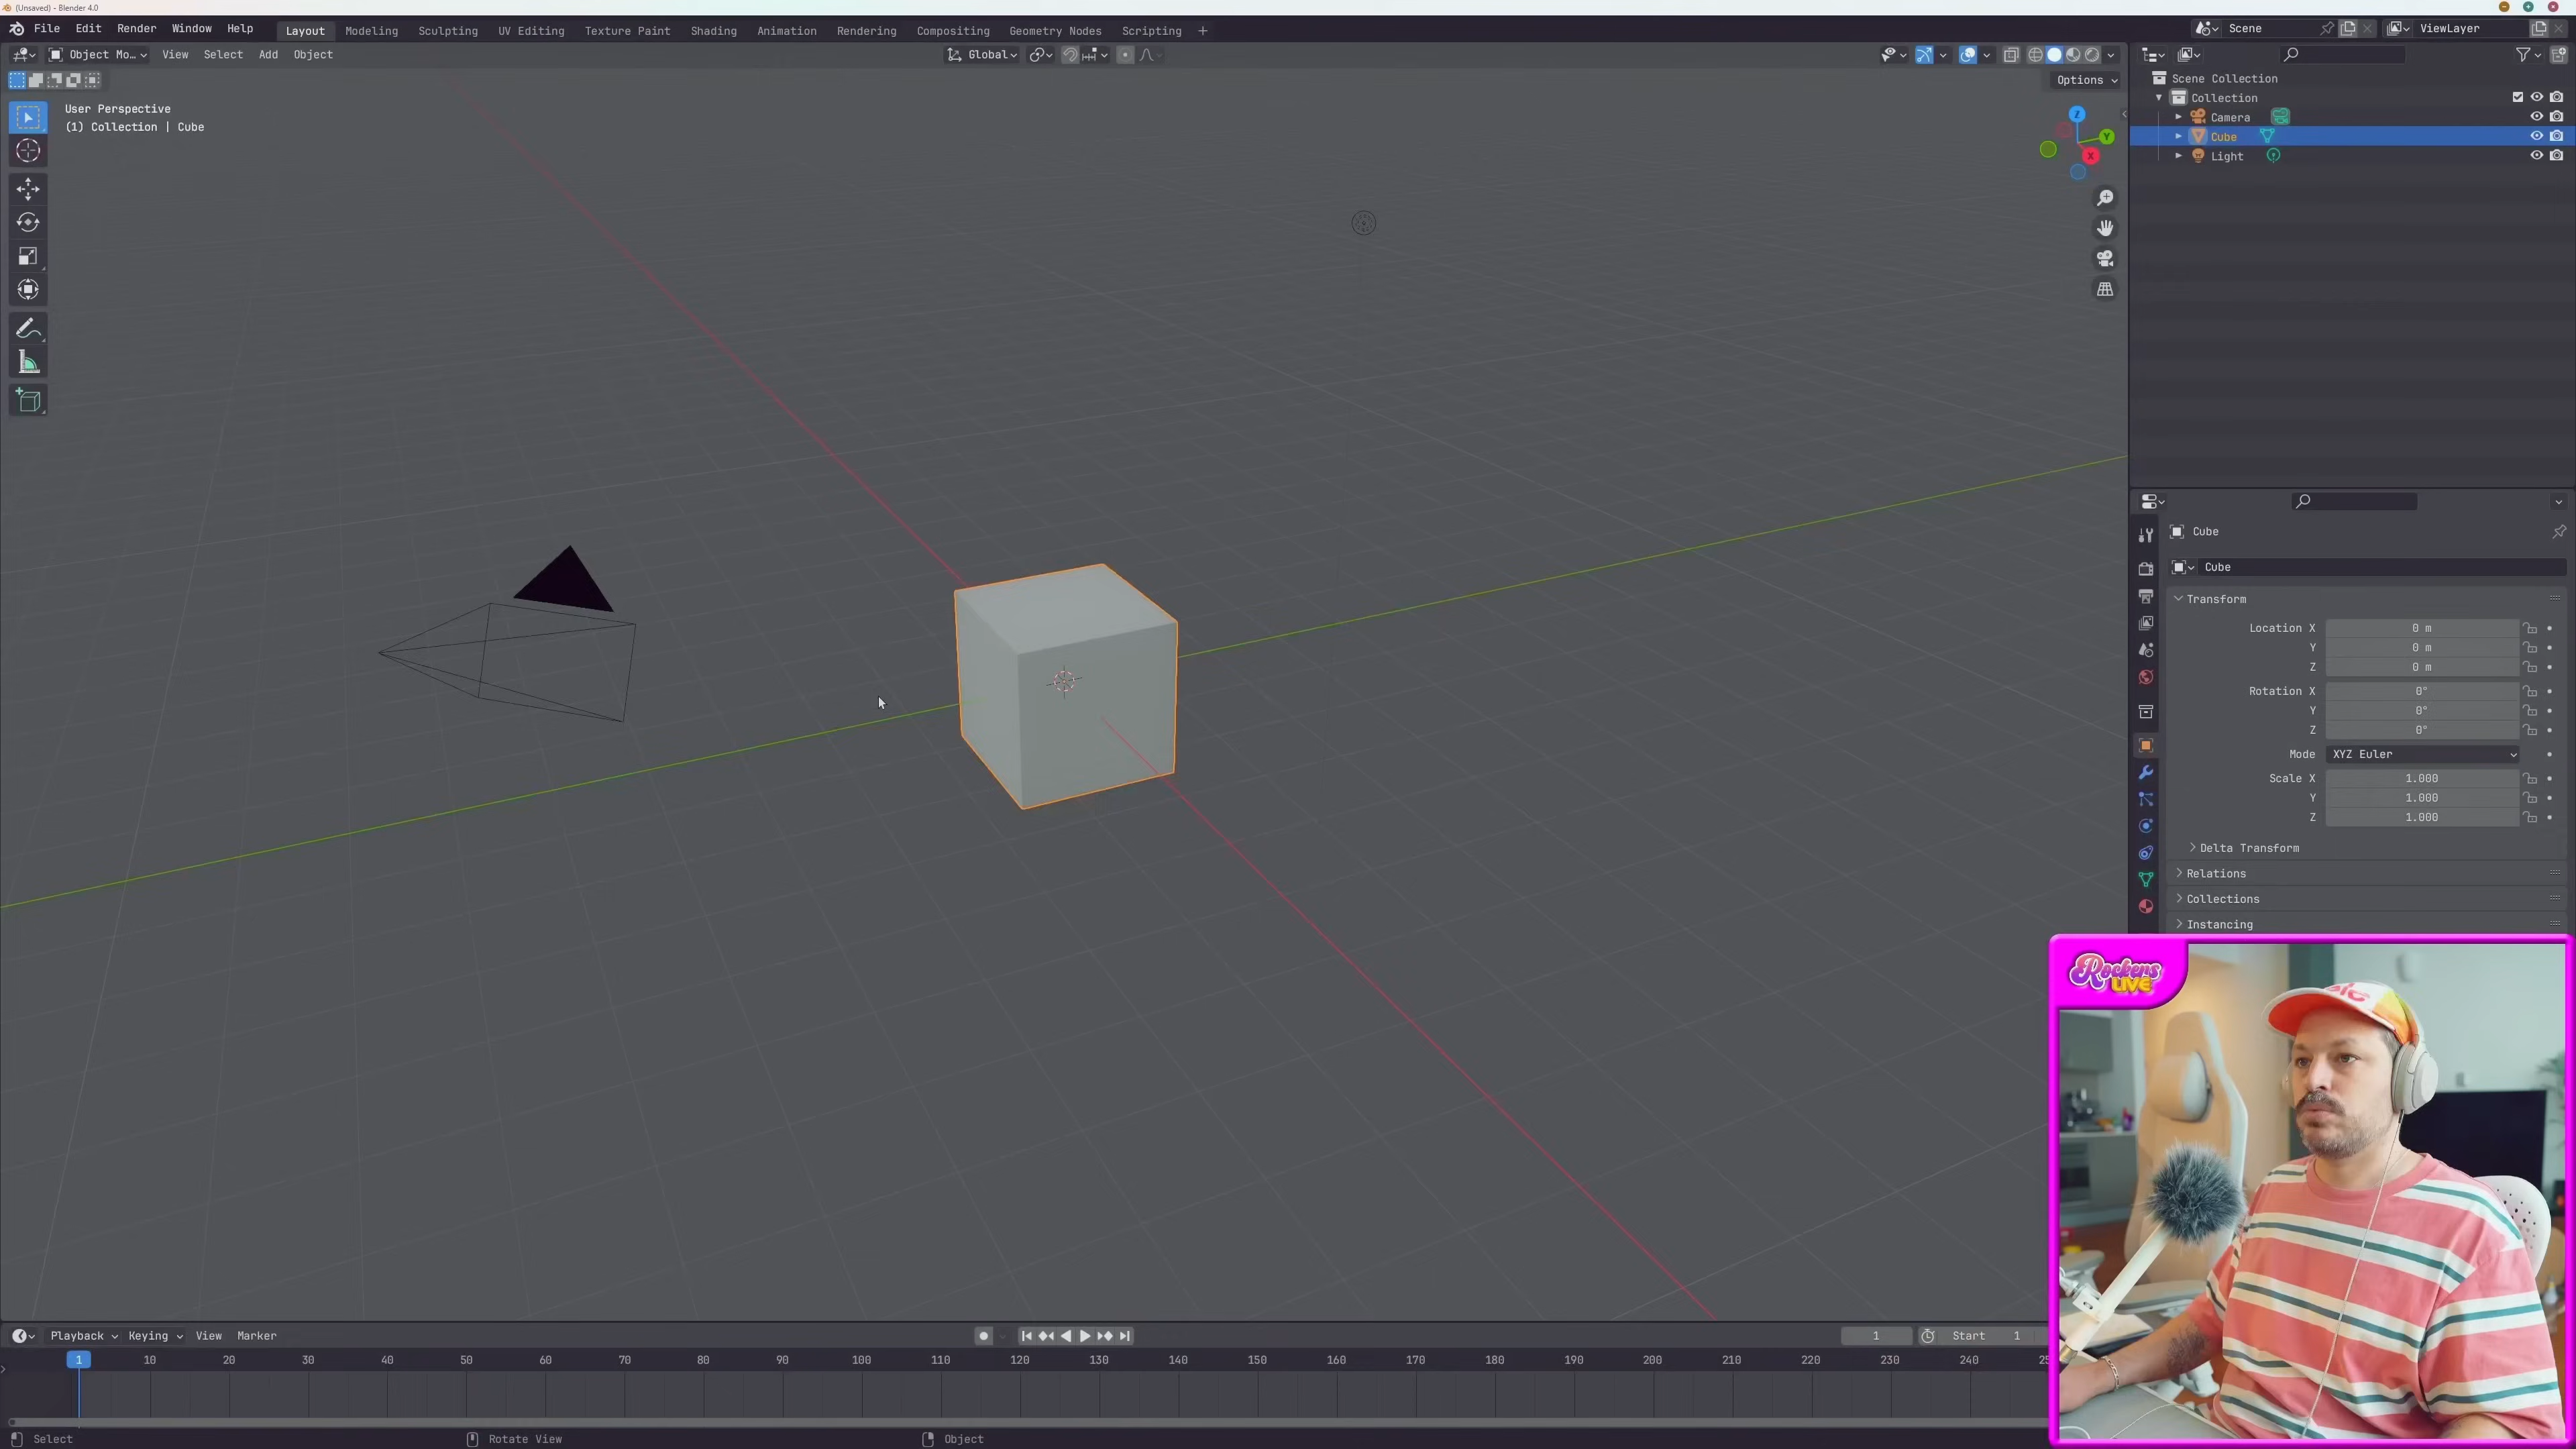 (Unsaved) - Blender 4.0
File Edit Render Window Help Layout Modeling Sculpting UV Editing Texture Paint Shading Animation Rendering Compositing Geometry Nodes Scripting + Scene ViewLayer
Object Mo... View Select Add Object Global
Options
User Perspective
(1) Collection | Cube
Z
Y
X
Scene Collection
Collection
Camera
Cube
Light
Cube
Cube
Transform
Location X 0 m
Y 0 m
Z 0 m
Rotation X 0°
Y 0°
Z 0°
Mode XYZ Euler
Scale X 1.000
Y 1.000
Z 1.000
Delta Transform
Relations
Collections
Instancing
Rockers
LIVE
Playback Keying View Marker 1 Start 1
1 10 20 30 40 50 60 70 80 90 100 110 120 130 140 150 160 170 180 190 200 210 220 230 240
Select Rotate View Object